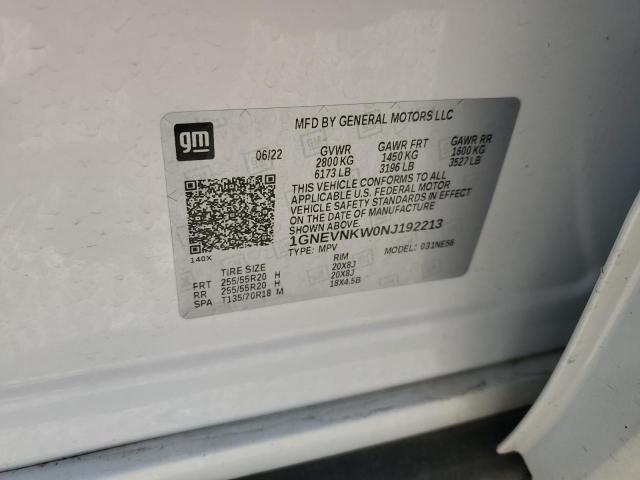 gm
MFD BY GENERAL MOTORS LLC
06/22 GVWR GAWR FRT GAWR RR
2800 KG 1450 KG 1600 KG
6173 LB 3196 LB 3527 LB
THIS VEHICLE CONFORMS TO ALL
APPLICABLE U.S. FEDERAL MOTOR
VEHICLE SAFETY STANDARDS IN
EFFECT ON THE DATE OF
MANUFACTURE SHOWN ABOVE
1GNEVNKW0NJ192213
140X TYPE: MPV MODEL: 031NE56
TIRE SIZE RIM
FRT 255/55R20 H 20X8J
RR 255/55R20 H 20X8J
SPA T135/70R18 M 18X4.5B